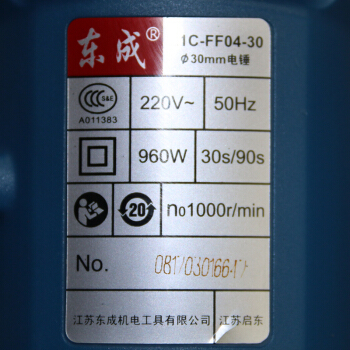 东成® 1C-FF04-30
φ30mm电锤
S&E 220V~ 50Hz
A011383
960W 30s/90s
20 n₀1000r/min
No.
江苏东成机电工具有限公司 江苏启东